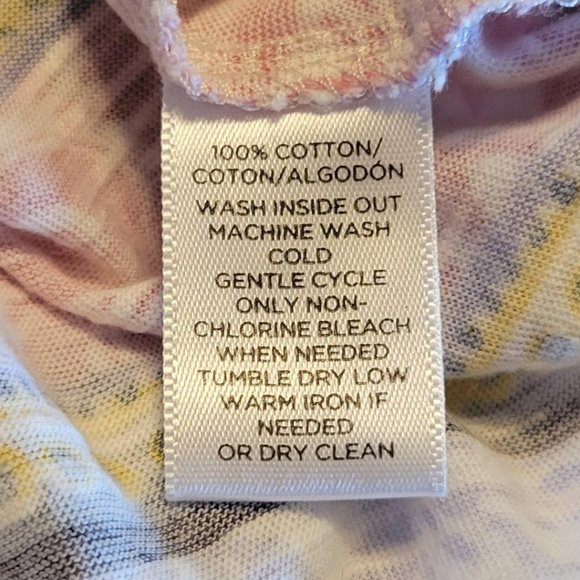 100% COTTON/
COTON/ALGODÓN
WASH INSIDE OUT
MACHINE WASH
COLD
GENTLE CYCLE
ONLY NON-
CHLORINE BLEACH
WHEN NEEDED
TUMBLE DRY LOW
WARM IRON IF
NEEDED
OR DRY CLEAN